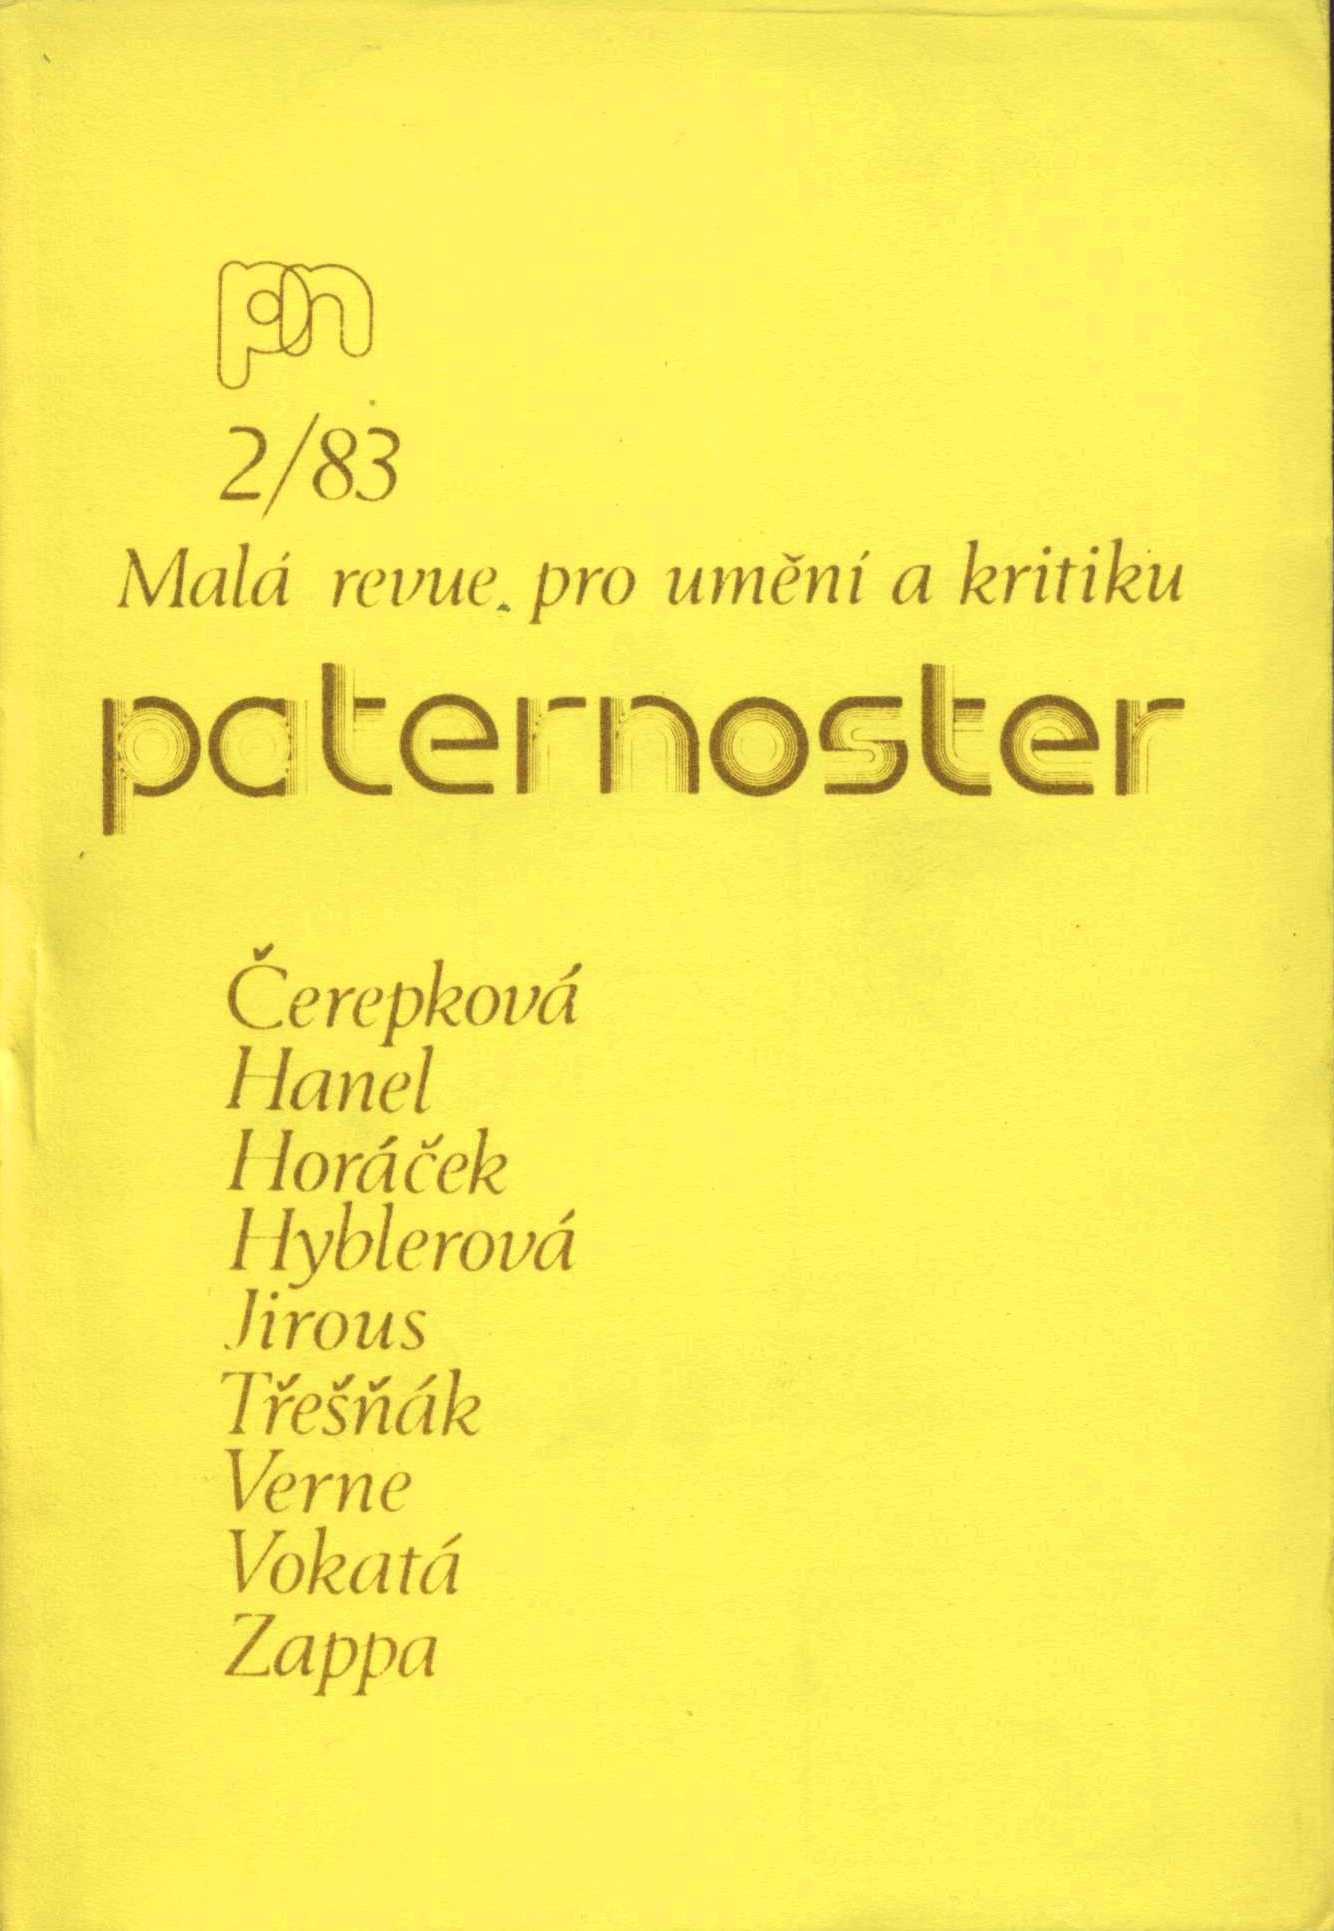 pn
2/83
Malá revue pro umění a kritiku
paternoster
Čerepková
Hanel
Horáček
Hyblerová
Jirous
Třešňák
Verne
Vokatá
Zappa